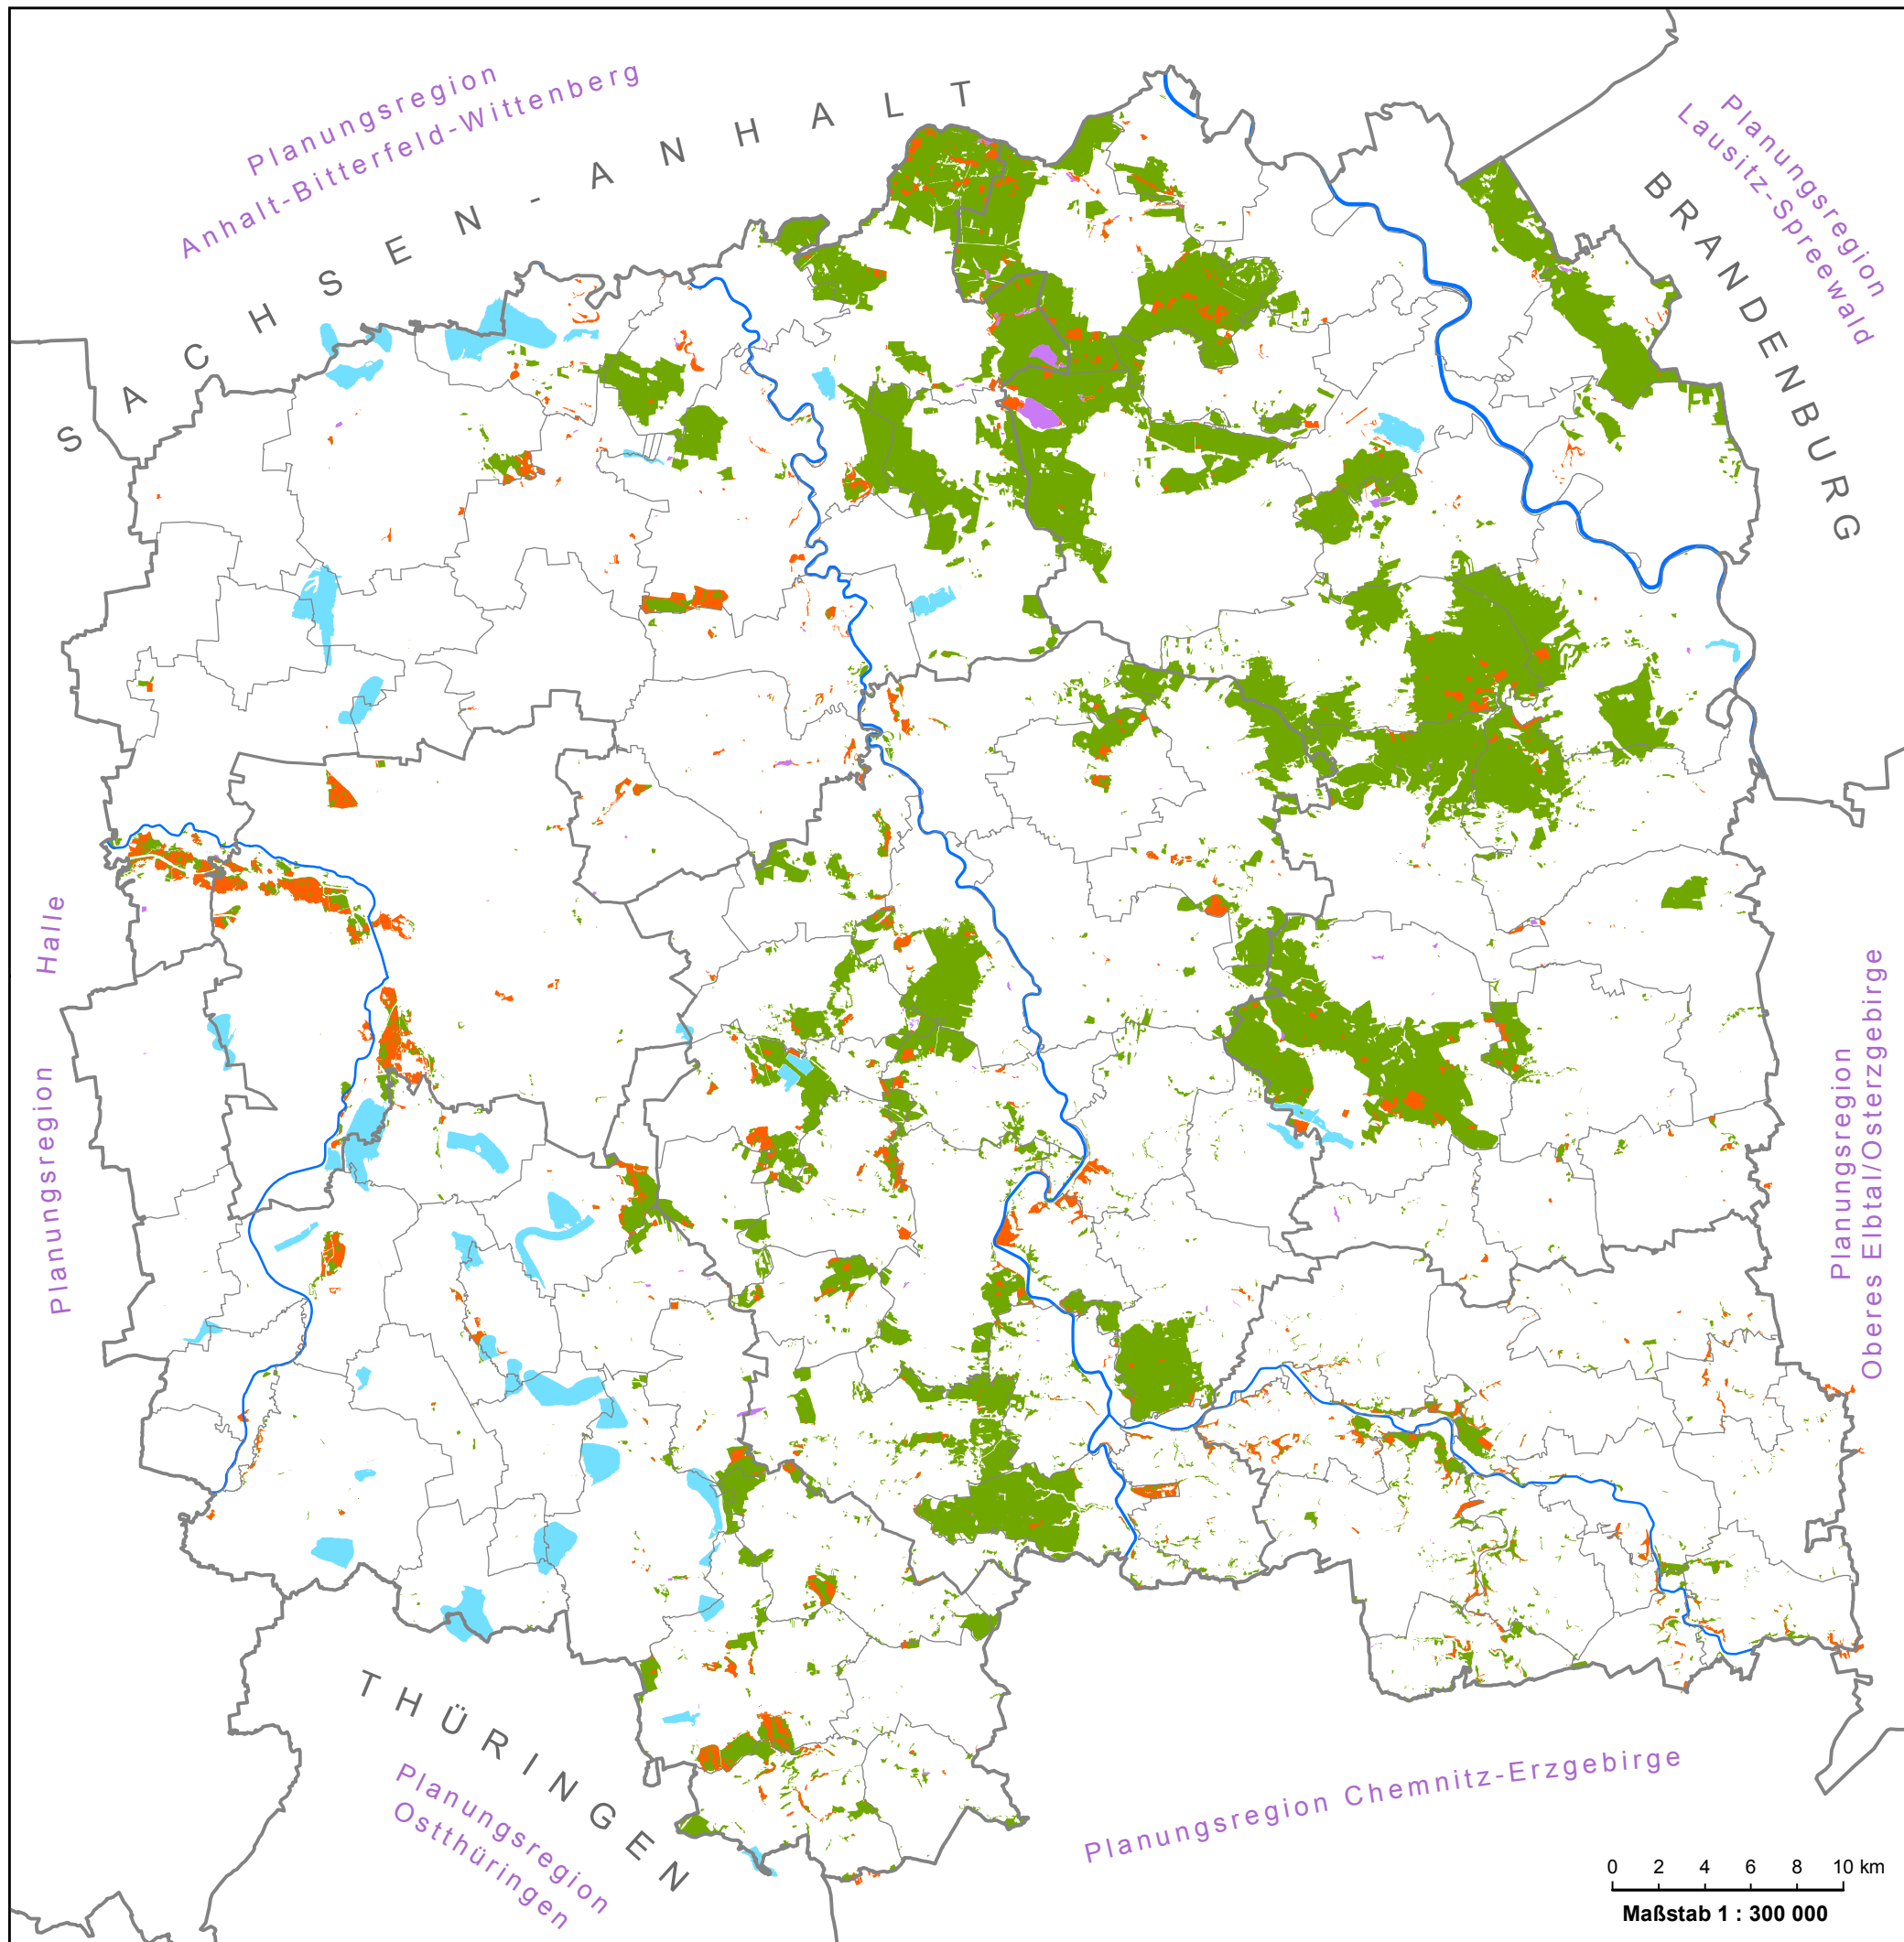 Planungsregion
Anhalt-Bitterfeld-Wittenberg
SACHSEN-ANHALT
Planungsregion
Lausitz-Spreewald
BRANDENBURG
Planungsregion Halle
Planungsregion
Oberes Elbtal/Osterzgebirge
THÜRINGEN
Planungsregion
Ostthüringen
Planungsregion Chemnitz-Erzgebirge
0 2 4 6 8 10 km
Maßstab 1 : 300 000